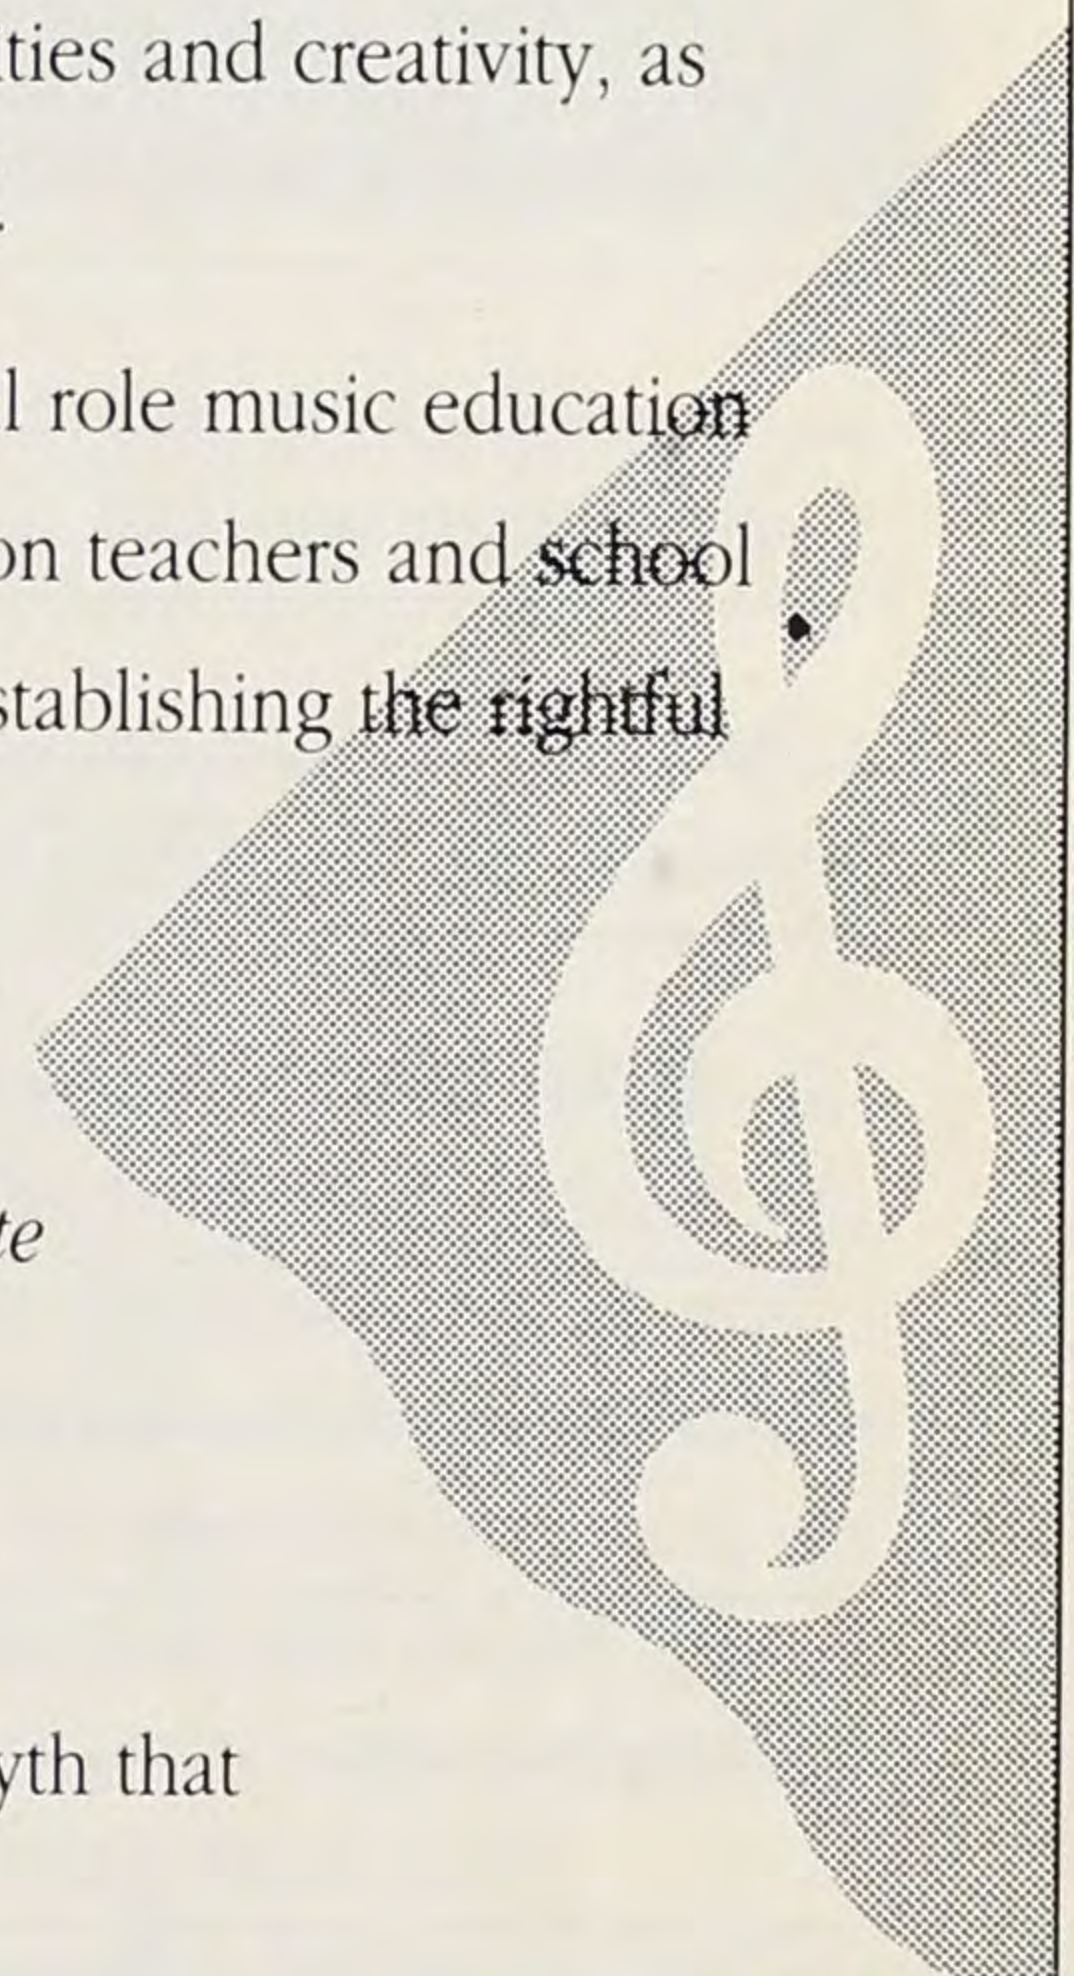 ties and creativity, as
.
l role music education
on teachers and school
stablishing the rightful
te
yth that